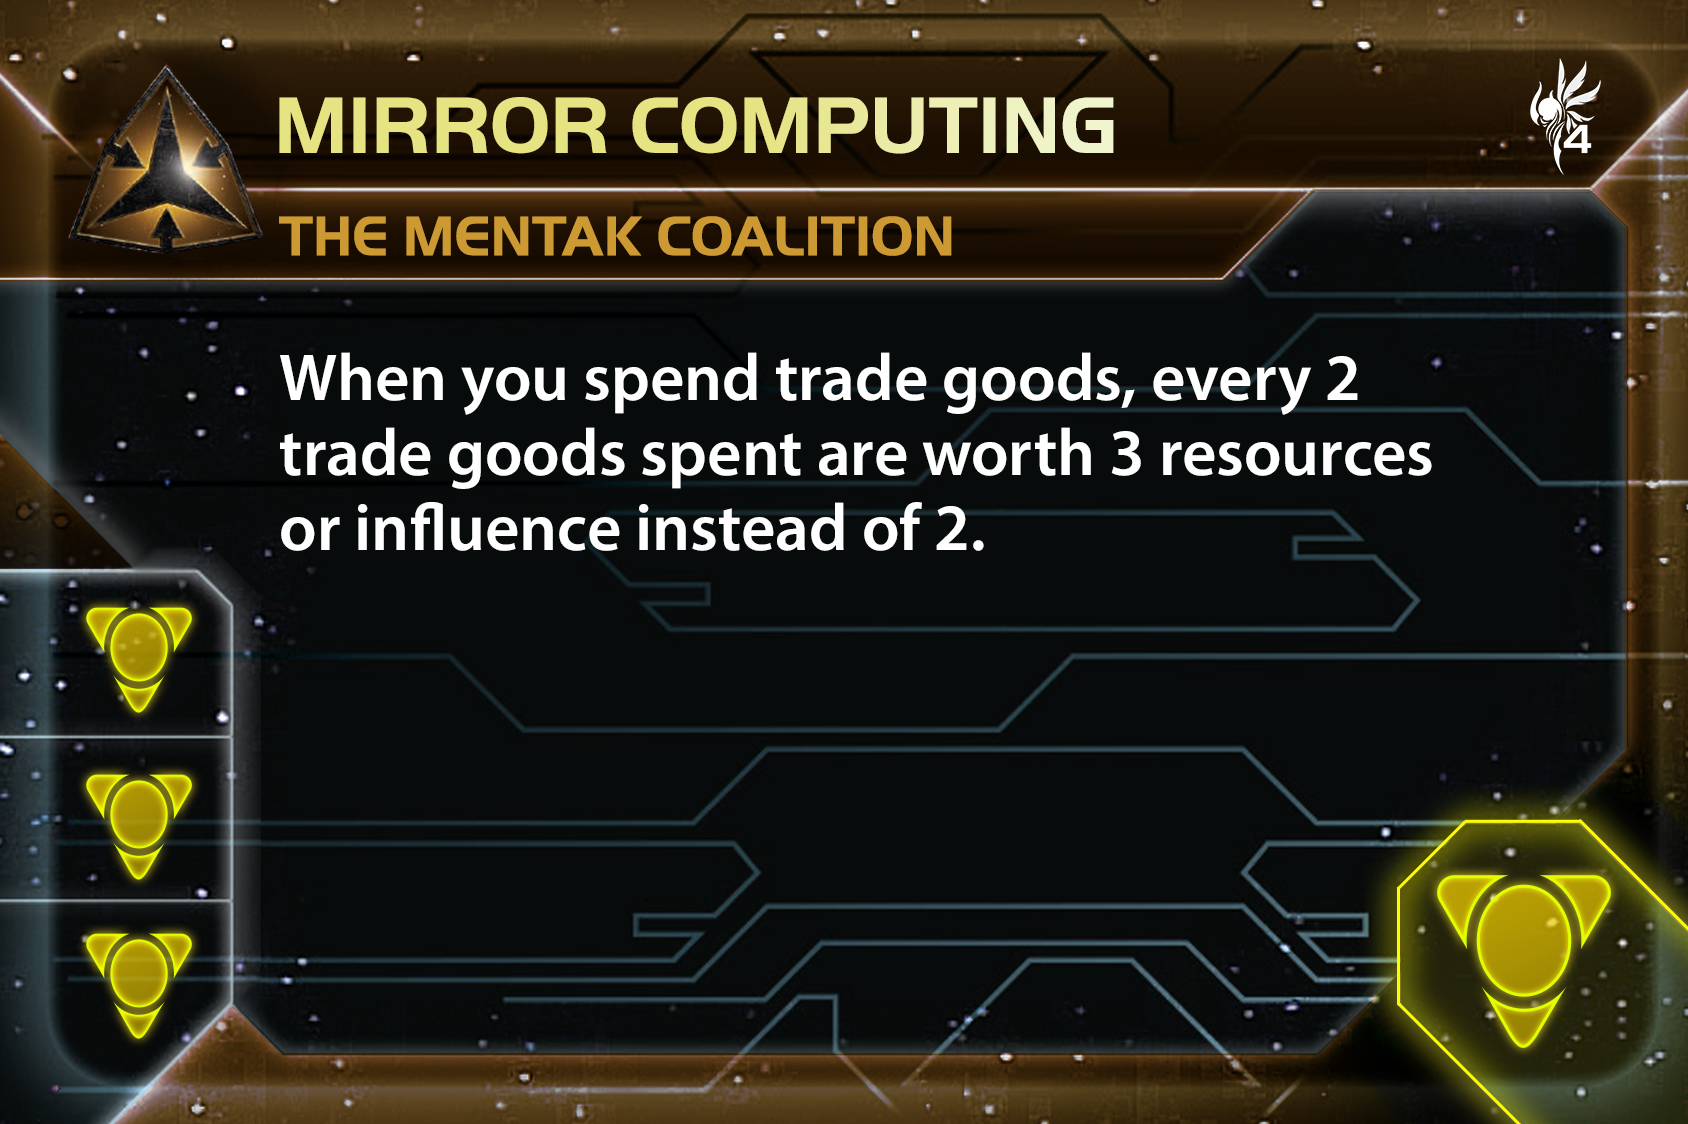 MIRROR COMPUTING
4
THE MENTAK COALITION
When you spend trade goods, every 2
trade goods spent are worth 3 resources
or influence instead of 2.